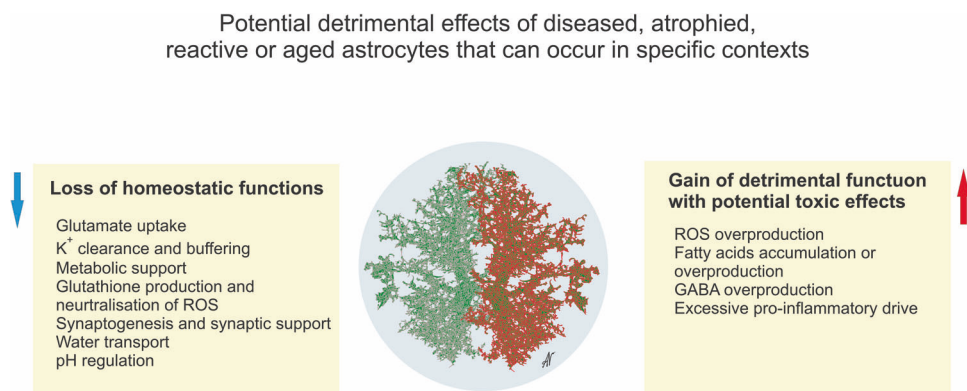 Potential detrimental effects of diseased, atrophied,
reactive or aged astrocytes that can occur in specific contexts
Loss of homeostatic functions
Glutamate uptake
K⁺ clearance and buffering
Metabolic support
Glutathione production and
neurtralisation of ROS
Synaptogenesis and synaptic support
Water transport
pH regulation
Gain of detrimental functuon
with potential toxic effects
ROS overproduction
Fatty acids accumulation or
overproduction
GABA overproduction
Excessive pro-inflammatory drive